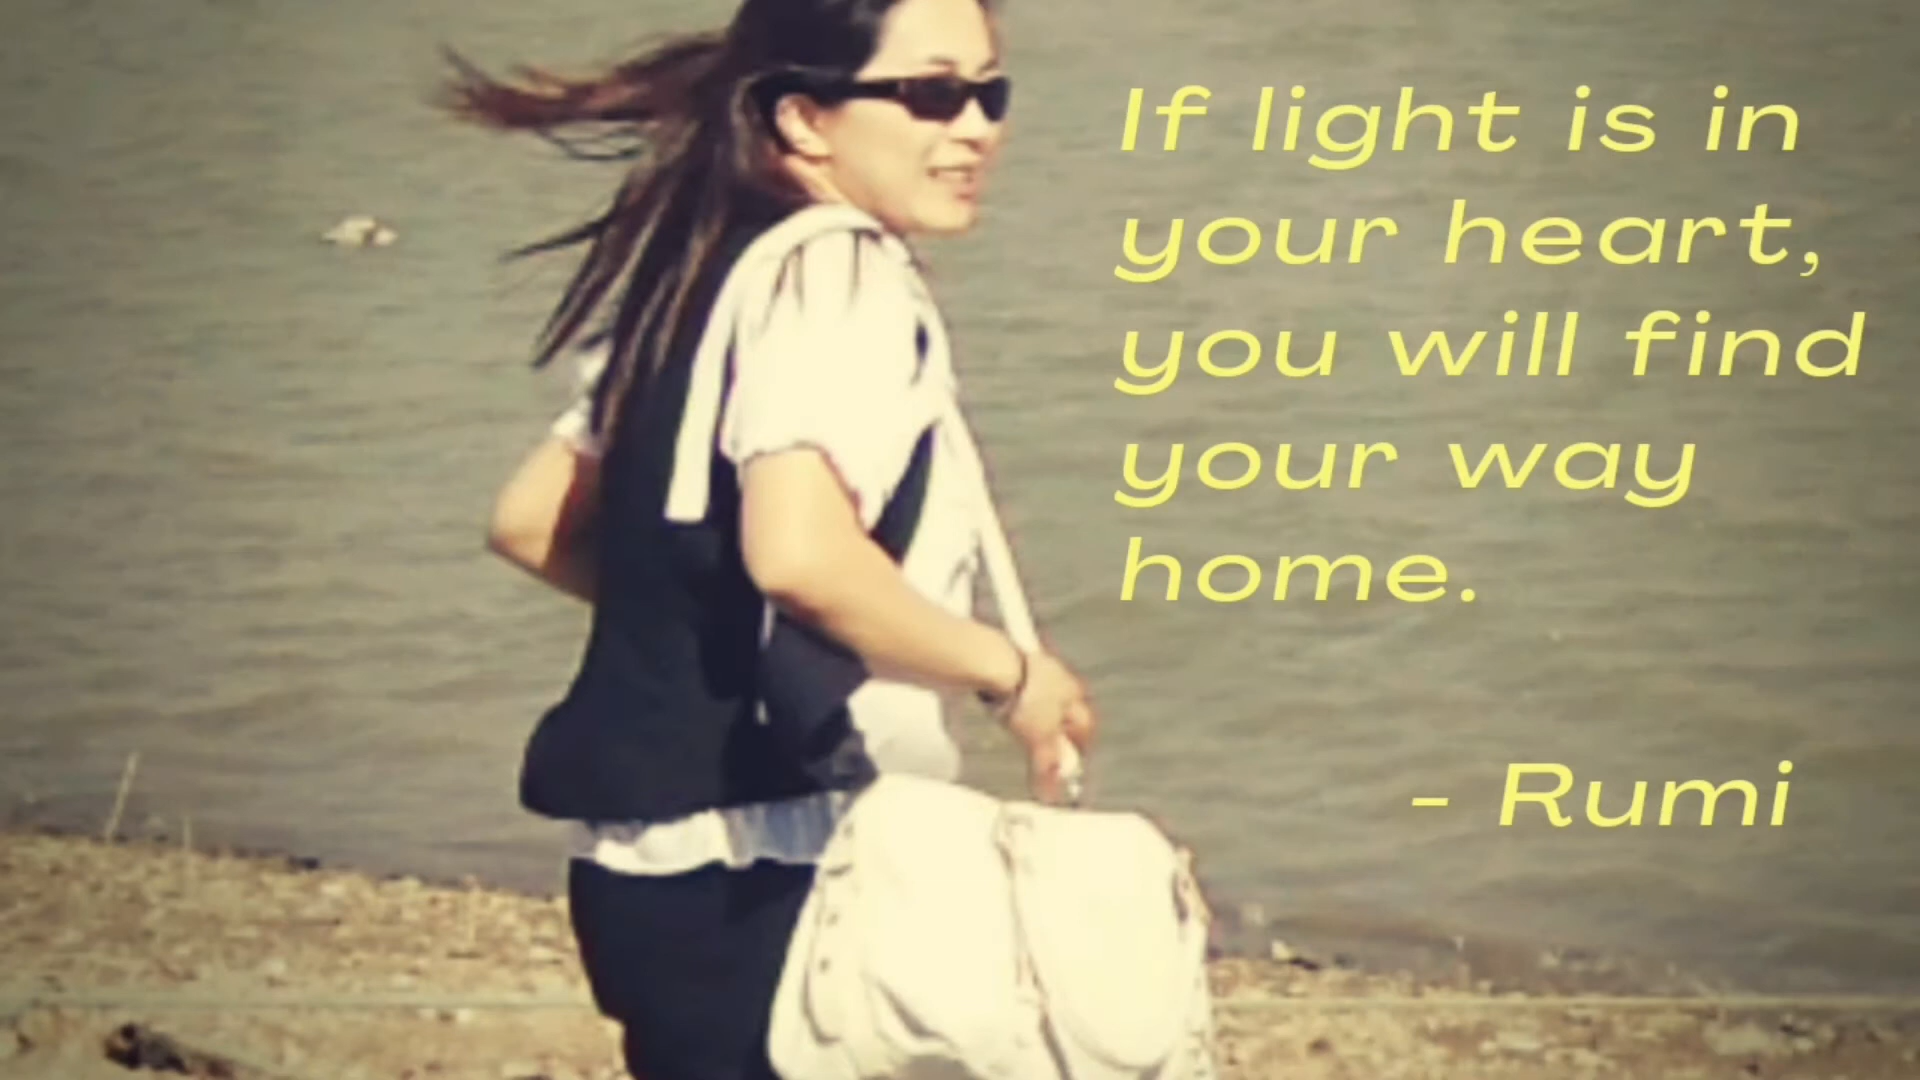 If light is in
your heart,
you will find
your way
home.
- Rumi